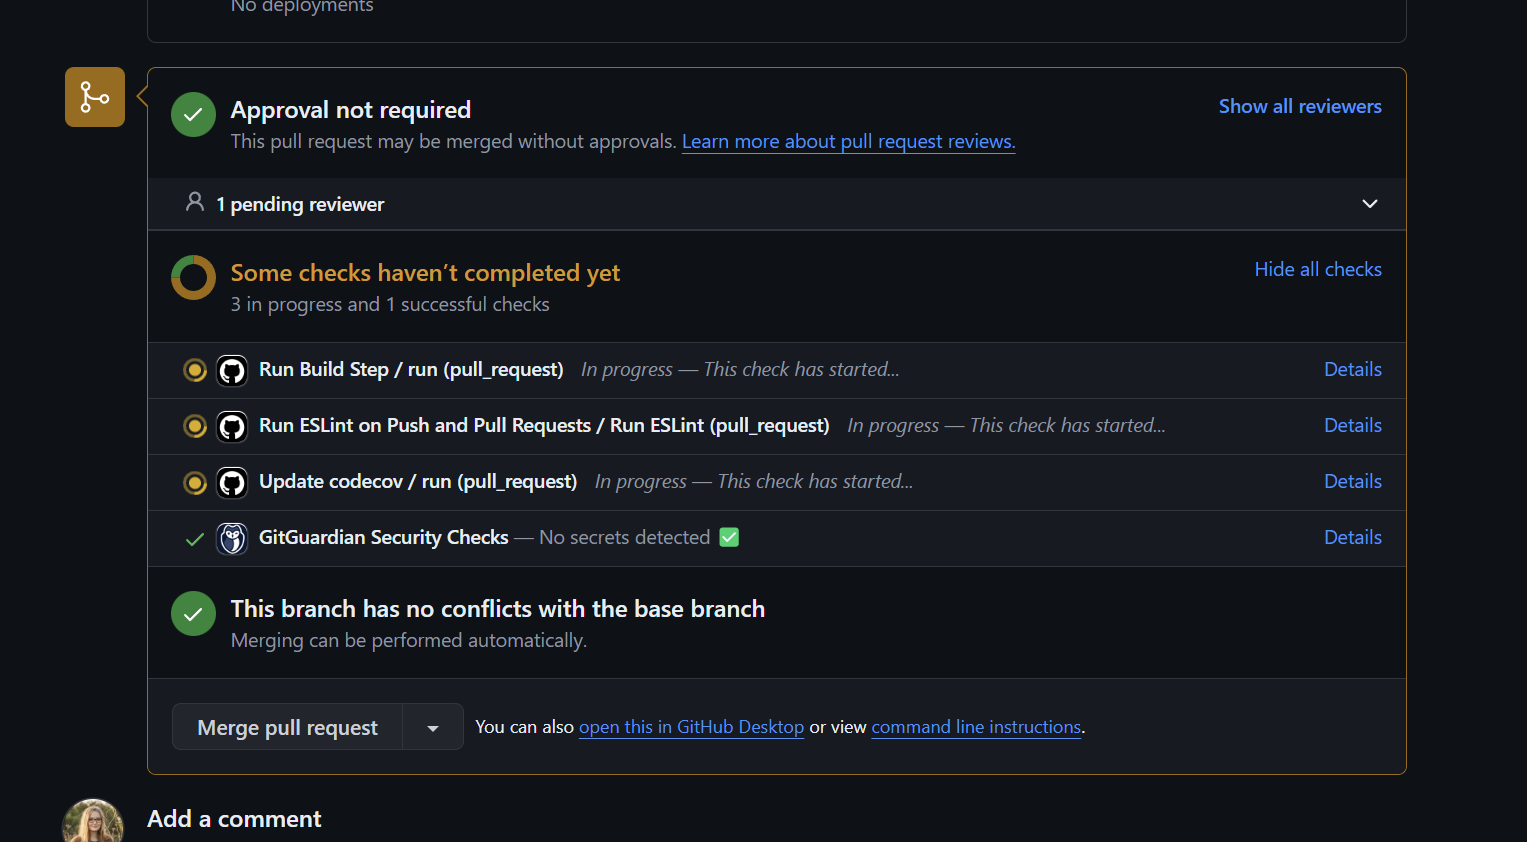 No deployments
Approval not required
Show all reviewers
This pull request may be merged without approvals. Learn more about pull request reviews.
1 pending reviewer
Some checks haven’t completed yet
Hide all checks
3 in progress and 1 successful checks
Run Build Step / run (pull_request) In progress — This check has started...
Details
Run ESLint on Push and Pull Requests / Run ESLint (pull_request) In progress — This check has started...
Details
Update codecov / run (pull_request) In progress — This check has started...
Details
GitGuardian Security Checks — No secrets detected ✅
Details
This branch has no conflicts with the base branch
Merging can be performed automatically.
Merge pull request
You can also open this in GitHub Desktop or view command line instructions.
Add a comment